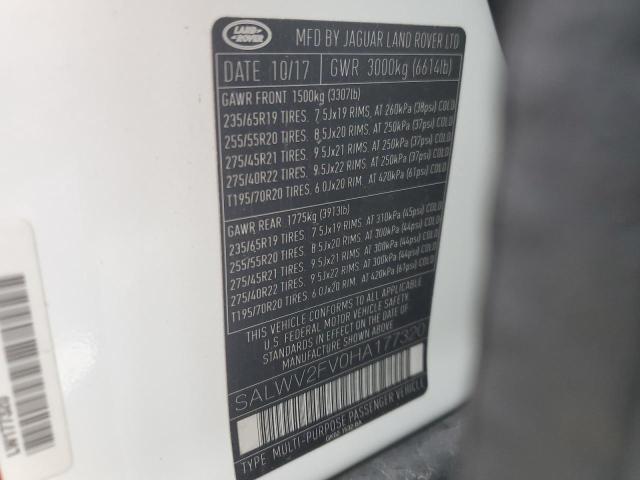 LAND
ROVER
MFD BY JAGUAR LAND ROVER LTD
DATE 10/17 GWR 3000kg (6614lb)
GAWR FRONT 1500kg (3307lb)
235/65R19 TIRES. 7.5Jx19 RIMS, AT 260kPa (38psi) COLD
255/55R20 TIRES. 8.5Jx20 RIMS, AT 250kPa (37psi) COLD
275/45R21 TIRES. 9.5Jx21 RIMS, AT 250kPa (37psi) COLD
275/40R22 TIRES. 9.5Jx22 RIMS, AT 250kPa (37psi) COLD
T195/70R20 TIRES. 6.0Jx20 RIM. AT 420kPa (61psi) COLD
GAWR REAR 1775kg (3913lb)
235/65R19 TIRES. 7.5Jx19 RIMS, AT 310kPa (45psi) COLD
255/55R20 TIRES. 8.5Jx20 RIMS, AT 300kPa (44psi) COLD
275/45R21 TIRES. 9.5Jx21 RIMS, AT 300kPa (44psi) COLD
275/40R22 TIRES. 9.5Jx22 RIMS, AT 300kPa (44psi) COLD
T195/70R20 TIRES. 6.0Jx20 RIM. AT 420kPa (61psi) COLD
THIS VEHICLE CONFORMS TO ALL APPLICABLE
U.S. FEDERAL MOTOR VEHICLE SAFETY.
BUMPER AND THEFT PREVENTION STANDARDS IN
EFFECT ON THE DATE OF MANUFACTURE SHOWN ABOVE
SALWV2FV0HA177320
TYPE: MULTI-PURPOSE PASSENGER VEHICLE